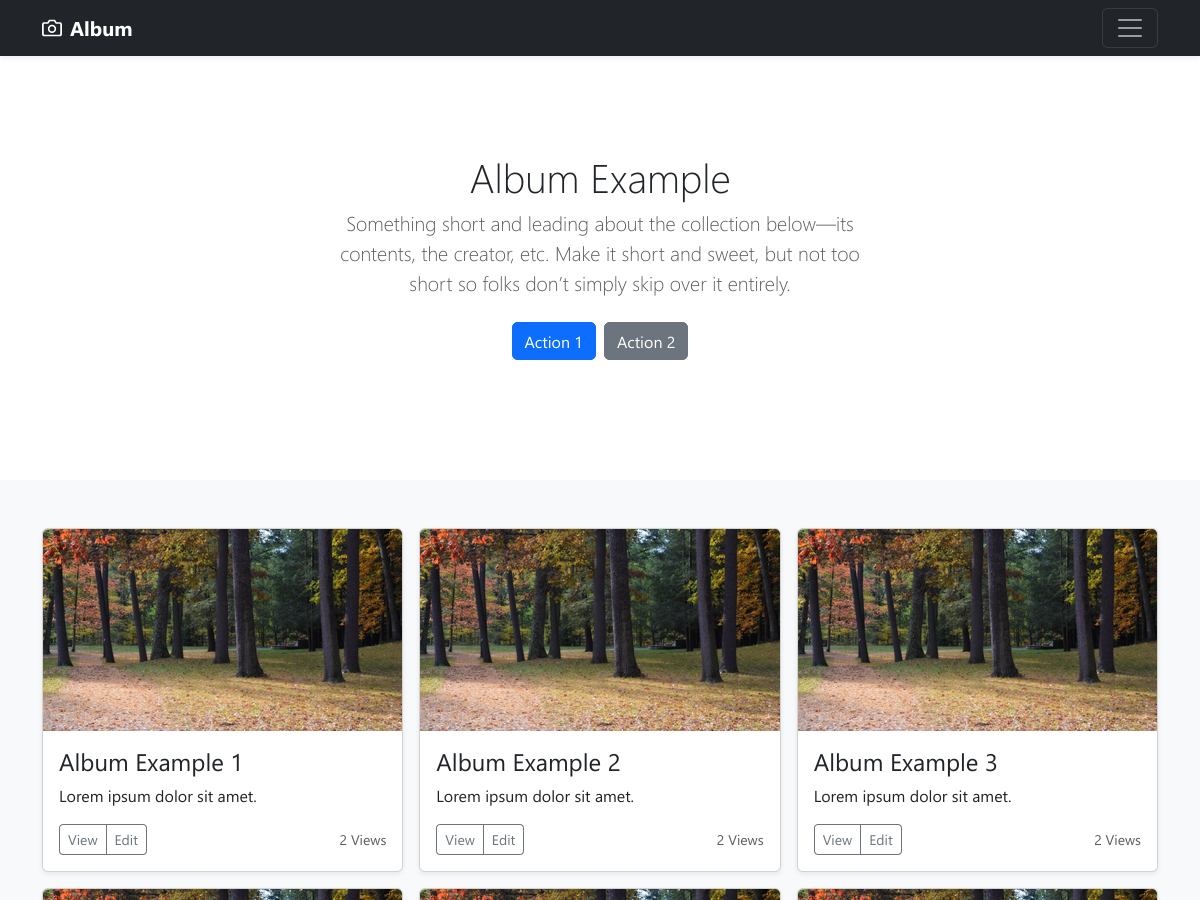 Album
Album Example
Something short and leading about the collection below—its
contents, the creator, etc. Make it short and sweet, but not too
short so folks don’t simply skip over it entirely.
Action 1 Action 2
Album Example 1
Lorem ipsum dolor sit amet.
View Edit 2 Views
Album Example 2
Lorem ipsum dolor sit amet.
View Edit 2 Views
Album Example 3
Lorem ipsum dolor sit amet.
View Edit 2 Views